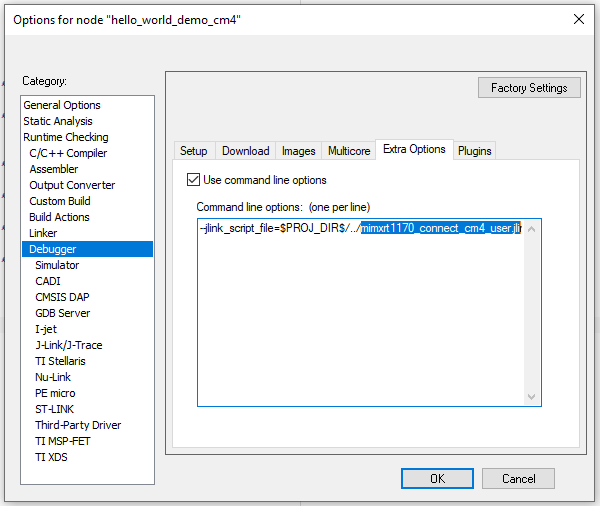 Options for node "hello_world_demo_cm4"
Category:
Factory Settings
General Options
Static Analysis
Runtime Checking
C/C++ Compiler
Assembler
Output Converter
Custom Build
Build Actions
Linker
Debugger
Simulator
CADI
CMSIS DAP
GDB Server
I-jet
J-Link/J-Trace
TI Stellaris
Nu-Link
PE micro
ST-LINK
Third-Party Driver
TI MSP-FET
TI XDS
Setup Download Images Multicore Extra Options Plugins
Use command line options
Command line options: (one per line)
--jlink_script_file=$PROJ_DIR$/../mimxrt1170_connect_cm4_user.jlin
OK Cancel